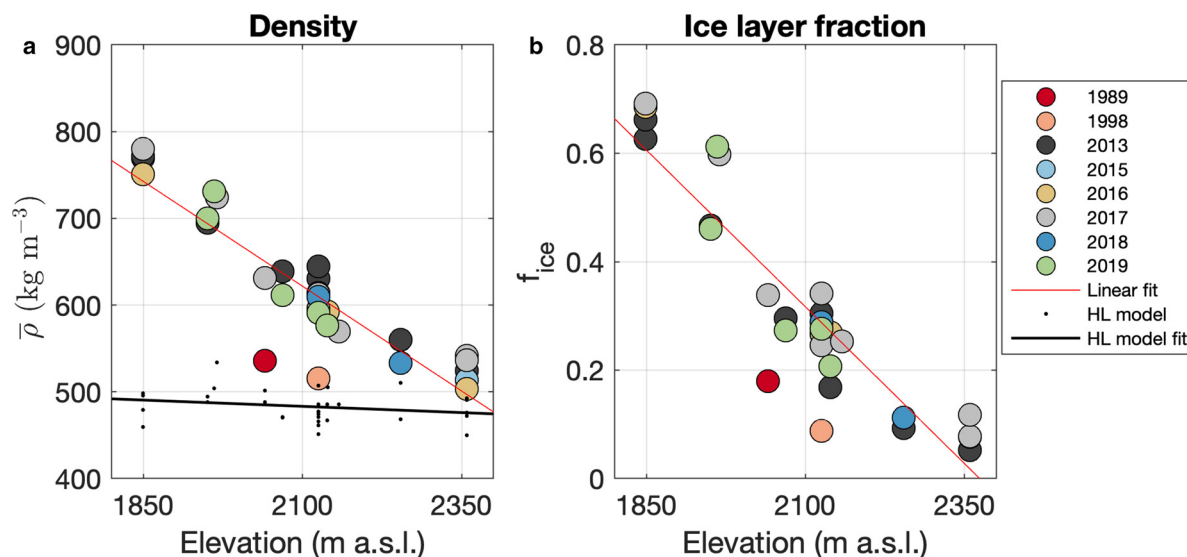 a
Density
900
800
700
600
500
400
ρ̅ (kg m⁻³)
1850
2100
2350
Elevation (m a.s.l.)
b
Ice layer fraction
0.8
0.6
0.4
0.2
0
f_ice
1850
2100
2350
Elevation (m a.s.l.)
1989
1998
2013
2015
2016
2017
2018
2019
Linear fit
HL model
HL model fit